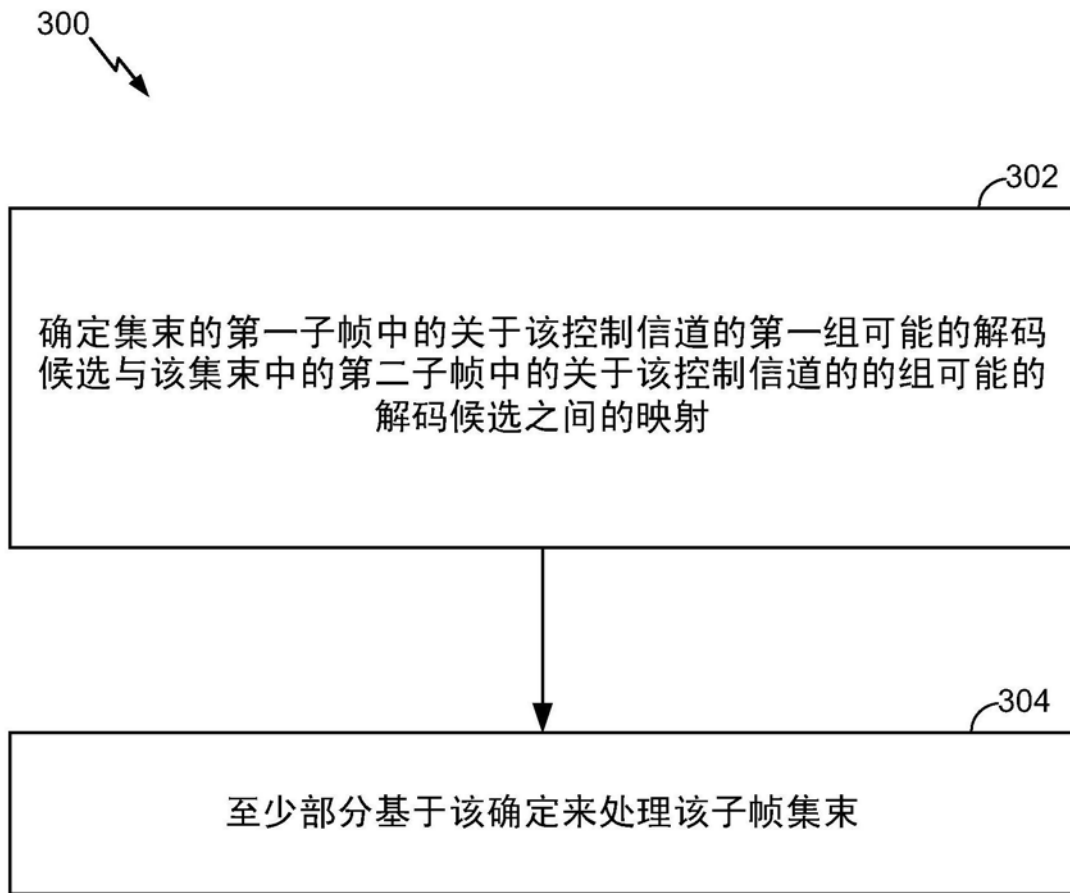 300
302
确定集束的第一子帧中的关于该控制信道的第一组可能的解码
候选与该集束中的第二子帧中的关于该控制信道的的组可能的
解码候选之间的映射
304
至少部分基于该确定来处理该子帧集束